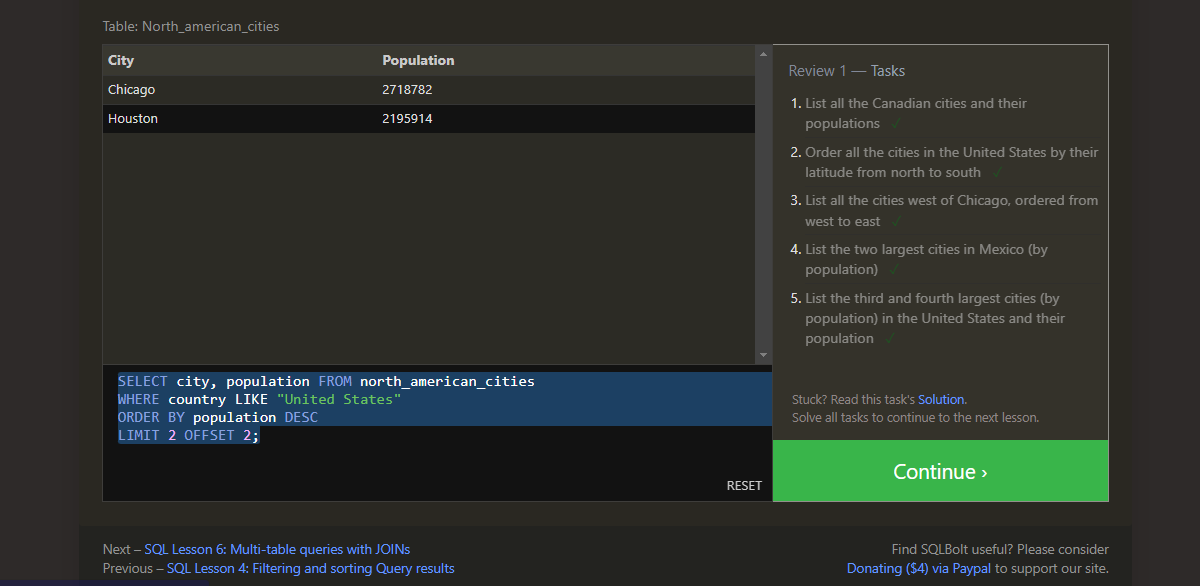 Table: North_american_cities
City Population
Chicago 2718782
Houston 2195914
SELECT city, population FROM north_american_cities
WHERE country LIKE "United States"
ORDER BY population DESC
LIMIT 2 OFFSET 2;
RESET
Review 1 — Tasks
1. List all the Canadian cities and their
populations ✓
2. Order all the cities in the United States by their
latitude from north to south ✓
3. List all the cities west of Chicago, ordered from
west to east ✓
4. List the two largest cities in Mexico (by
population) ✓
5. List the third and fourth largest cities (by
population) in the United States and their
population ✓
Stuck? Read this task's Solution.
Solve all tasks to continue to the next lesson.
Continue ›
Next – SQL Lesson 6: Multi-table queries with JOINs
Previous – SQL Lesson 4: Filtering and sorting Query results
Find SQLBolt useful? Please consider
Donating ($4) via Paypal to support our site.